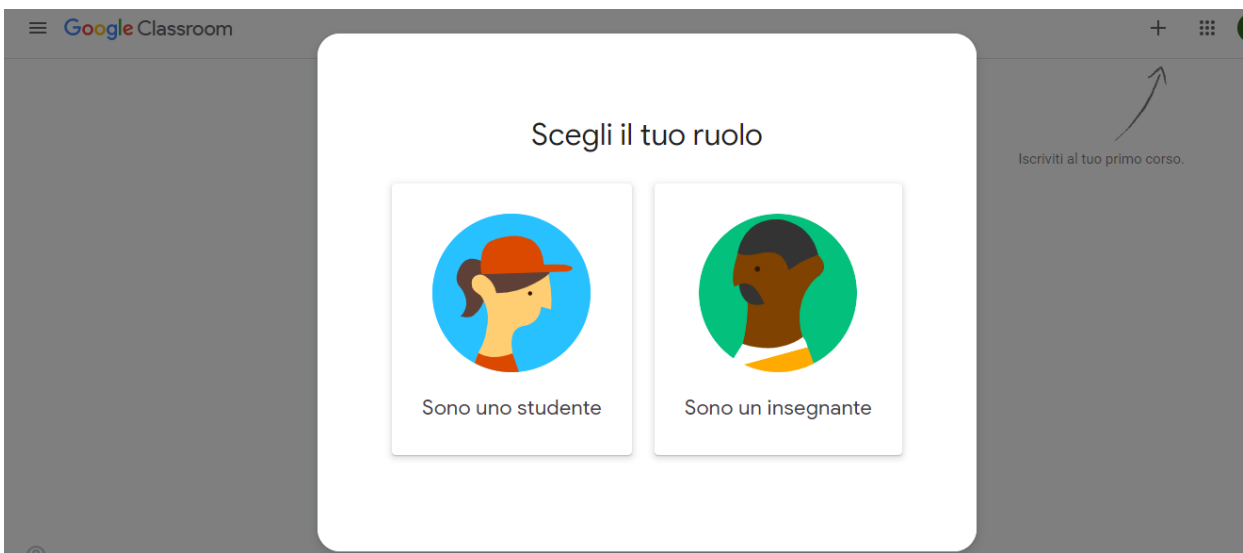 Google Classroom
Scegli il tuo ruolo
Iscriviti al tuo primo corso.
Sono uno studente
Sono un insegnante